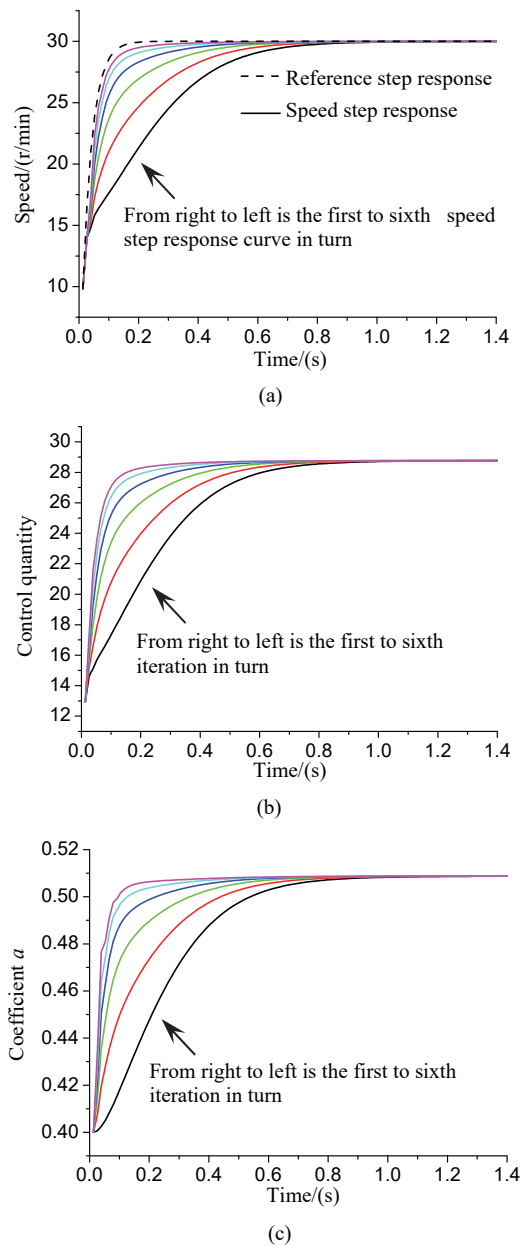 30
25
20
15
10
Speed/(r/min)
Reference step response
Speed step response
From right to left is the first to sixth speed
step response curve in turn
0.0 0.2 0.4 0.6 0.8 1.0 1.2 1.4
Time/(s)
(a)
30
28
26
24
22
20
18
16
14
12
Control quantity
From right to left is the first to sixth
iteration in turn
0.0 0.2 0.4 0.6 0.8 1.0 1.2 1.4
Time/(s)
(b)
0.52
0.50
0.48
0.46
0.44
0.42
0.40
Coefficient a
From right to left is the first to sixth
iteration in turn
0.0 0.2 0.4 0.6 0.8 1.0 1.2 1.4
Time/(s)
(c)